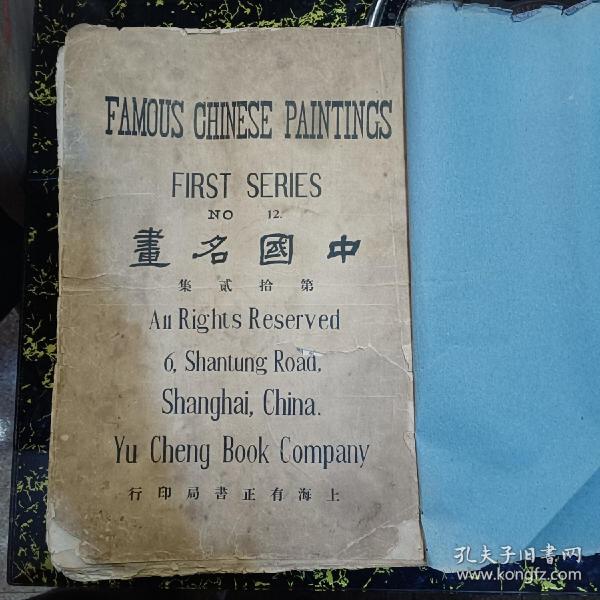 FAMOUS CHINESE PAINTINGS
FIRST SERIES
NO 12.
中國名畫
第拾貳集
All Rights Reserved
6, Shantung Road,
Shanghai, China.
Yu Cheng Book Company
上海有正書局印行
孔夫子旧書网
www.kongfz.com